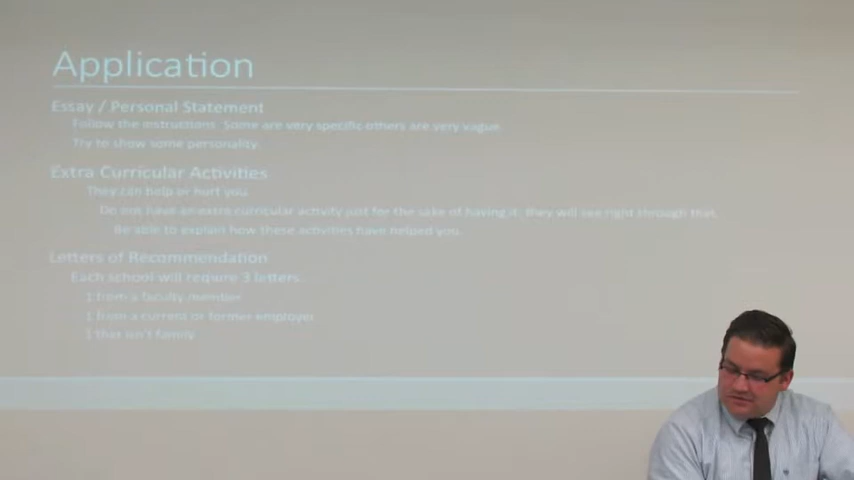 Application
Essay / Personal Statement
Follow the instructions. Some are very specific others are very vague.
Try to show some personality.
Extra Curricular Activities
They can help or hurt you.
Do not have an extra curricular activity just for the sake of having it; they will see right through that.
Be able to explain how these activities have helped you.
Letters of Recommendation
Each school will require 3 letters.
1 from a faculty member
1 from a current or former employer
1 that isn't family